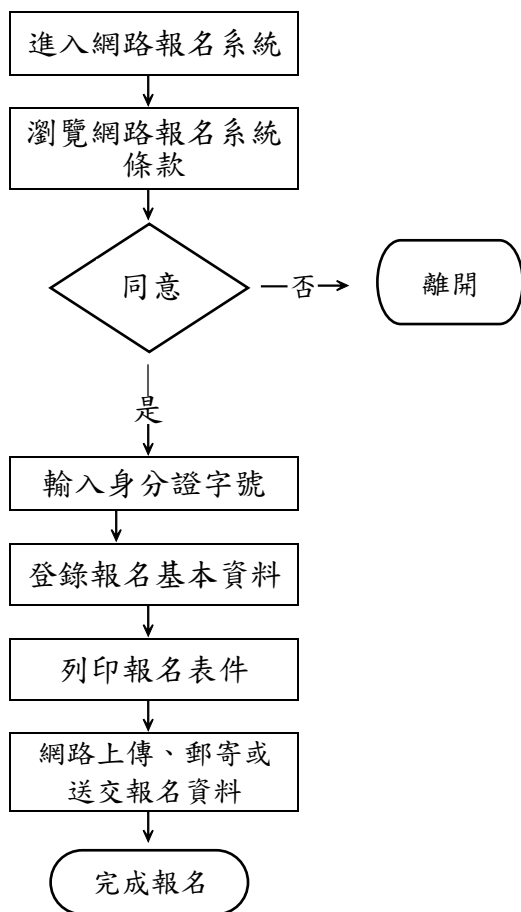 進入網路報名系統
瀏覽網路報名系統
條款
同意
否
離開
是
輸入身分證字號
登錄報名基本資料
列印報名表件
網路上傳、郵寄或
送交報名資料
完成報名